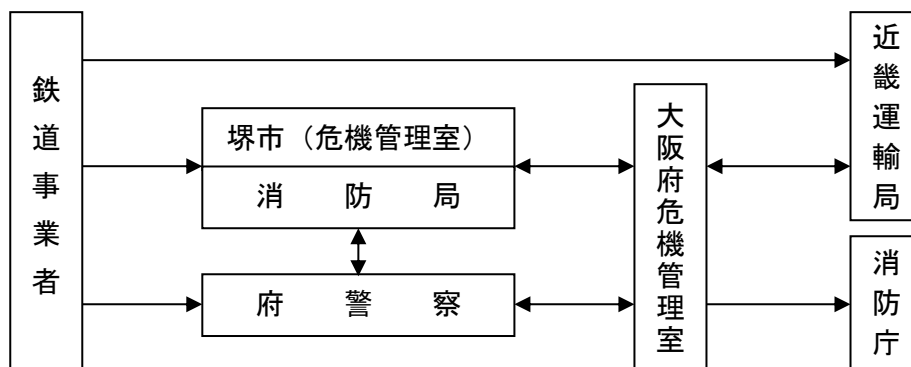 鉄道事業者
堺市（危機管理室）
消防局
府警察
大阪府危機管理室
近畿運輸局
消防庁